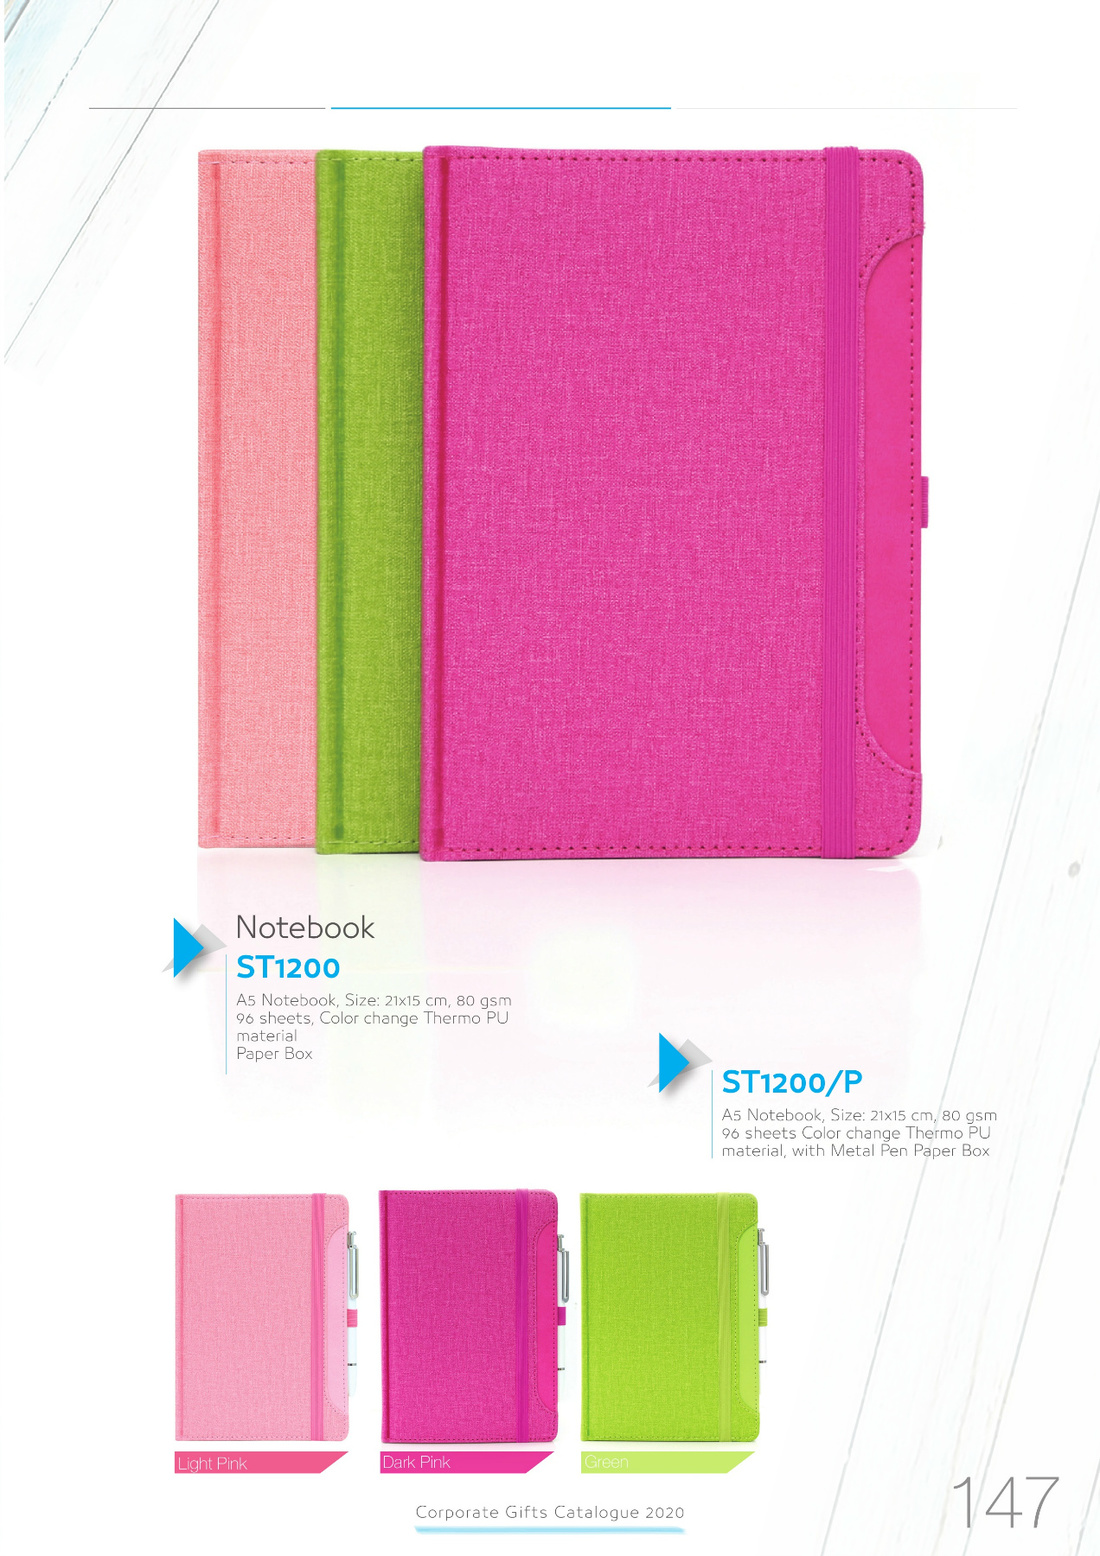 Notebook
ST1200
A5 Notebook, Size: 21x15 cm, 80 gsm
96 sheets, Color change Thermo PU
material
Paper Box
ST1200/P
A5 Notebook, Size: 21x15 cm, 80 gsm
96 sheets Color change Thermo PU
material, with Metal Pen Paper Box
Light Pink
Dark Pink
Green
Corporate Gifts Catalogue 2020
147